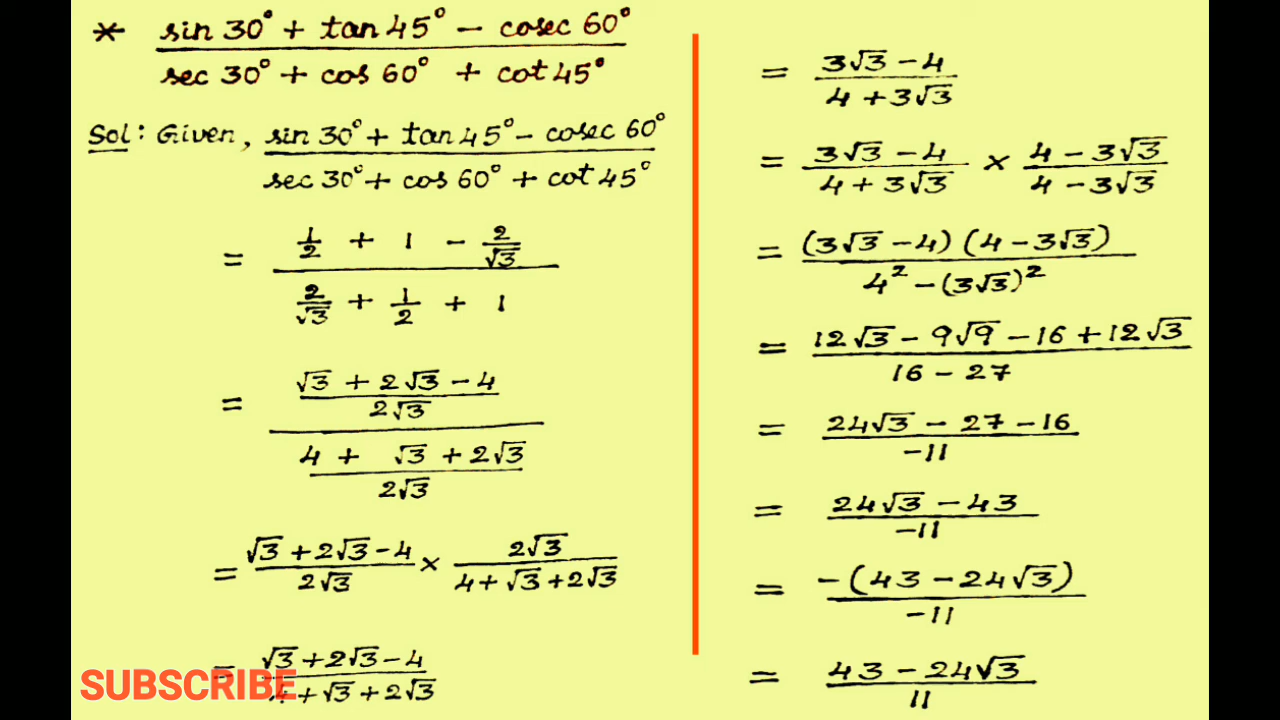 * (sin 30° + tan 45° - cosec 60°) / (sec 30° + cos 60° + cot 45°)
Sol: Given, (sin 30° + tan 45° - cosec 60°) / (sec 30° + cos 60° + cot 45°)
= (1/2 + 1 - 2/√3) / (2/√3 + 1/2 + 1)
= ((√3 + 2√3 - 4) / 2√3) / ((4 + √3 + 2√3) / 2√3)
= (√3 + 2√3 - 4) / 2√3 × 2√3 / (4 + √3 + 2√3)
= (√3 + 2√3 - 4) / (4 + √3 + 2√3)
SUBSCRIBE
= (3√3 - 4) / (4 + 3√3)
= (3√3 - 4) / (4 + 3√3) × (4 - 3√3) / (4 - 3√3)
= (3√3 - 4) (4 - 3√3) / (4² - (3√3)²)
= (12√3 - 9√9 - 16 + 12√3) / (16 - 27)
= (24√3 - 27 - 16) / -11
= (24√3 - 43) / -11
= -(43 - 24√3) / -11
= (43 - 24√3) / 11